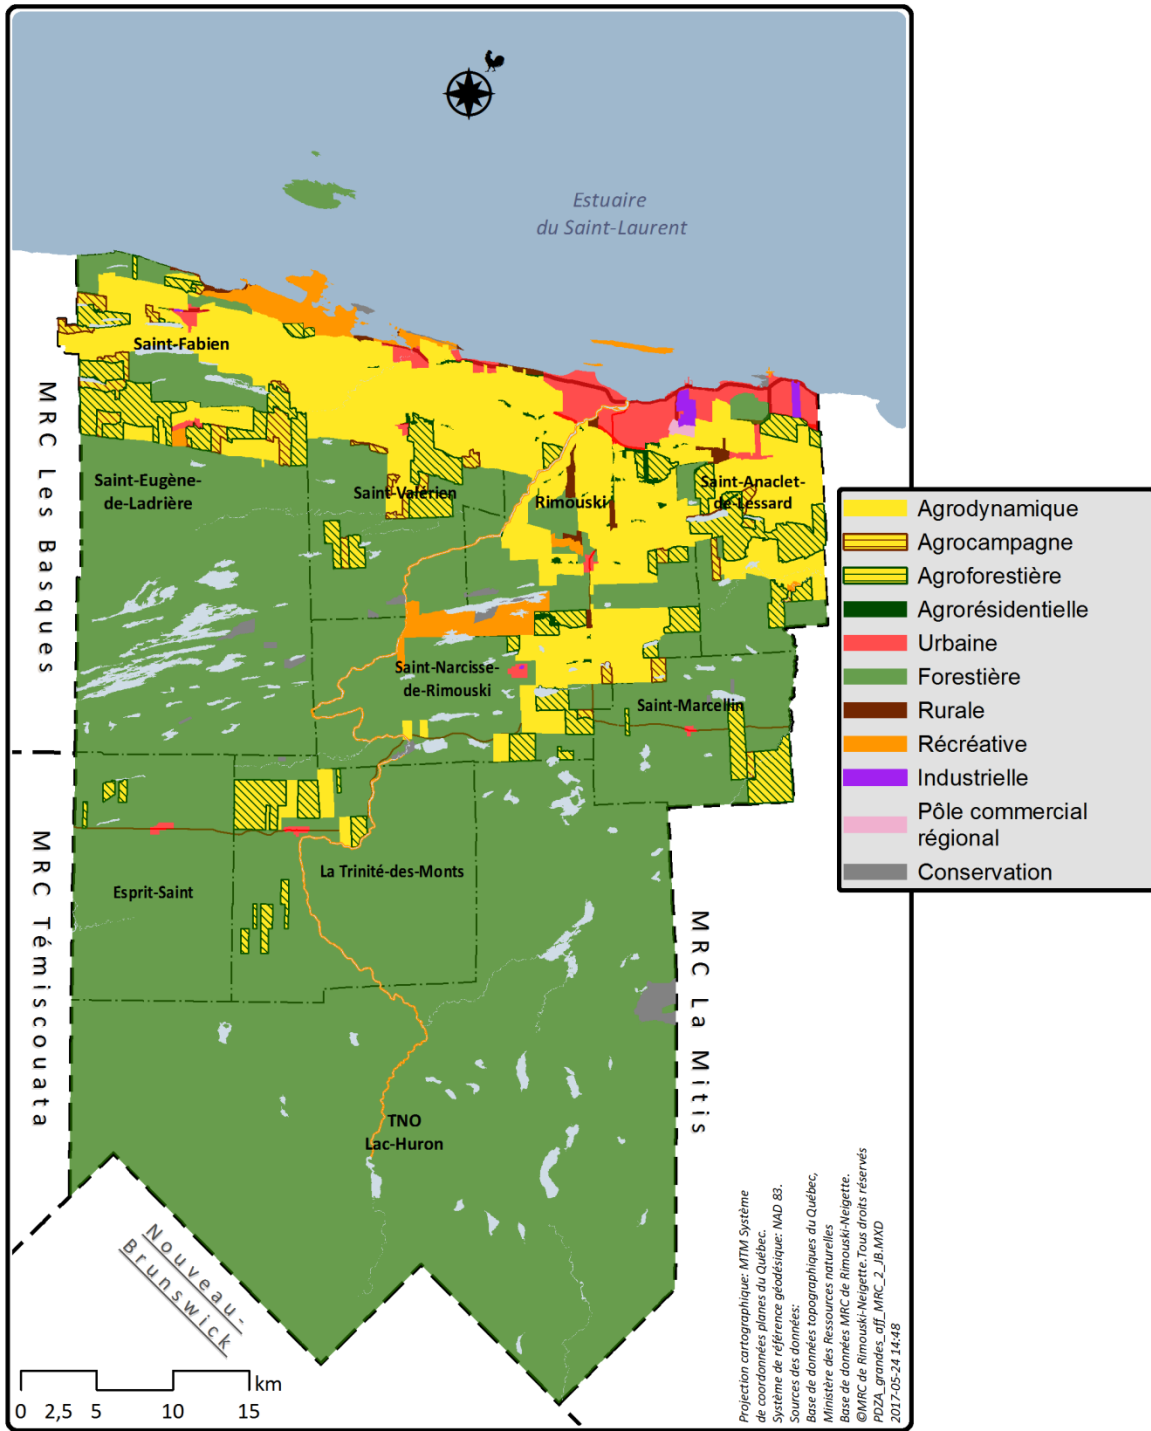 Estuaire
du Saint-Laurent
Saint-Fabien
MRC Les Basques
Saint-Eugène-
de-Ladrière
Saint-Valérien
Rimouski
Saint-Anaclet-
de-Lessard
Agrodynamique
Agrocampagne
Agroforestière
Agrorésidentielle
Urbaine
Forestière
Rurale
Récréative
Industrielle
Pôle commercial
régional
Conservation
Saint-Narcisse-
de-Rimouski
Saint-Marcellin
MRC Témiscouata
La Trinité-des-Monts
Esprit-Saint
MRC La Mitis
TNO
Lac-Huron
Nouveau-
Brunswick
km
0 2,5 5 10 15
Projection cartographique: MTM Système
de coordonnées planes du Québec.
Système de référence géodésique: NAD 83.
Sources des données:
Base de données topographiques du Québec,
Ministère des Ressources naturelles
Base de données MRC de Rimouski-Neigette.
©MRC de Rimouski-Neigette.Tous droits réservés
PDZA_grandes_aff_MRC_2_JB.MXD
2017-05-24 14:48